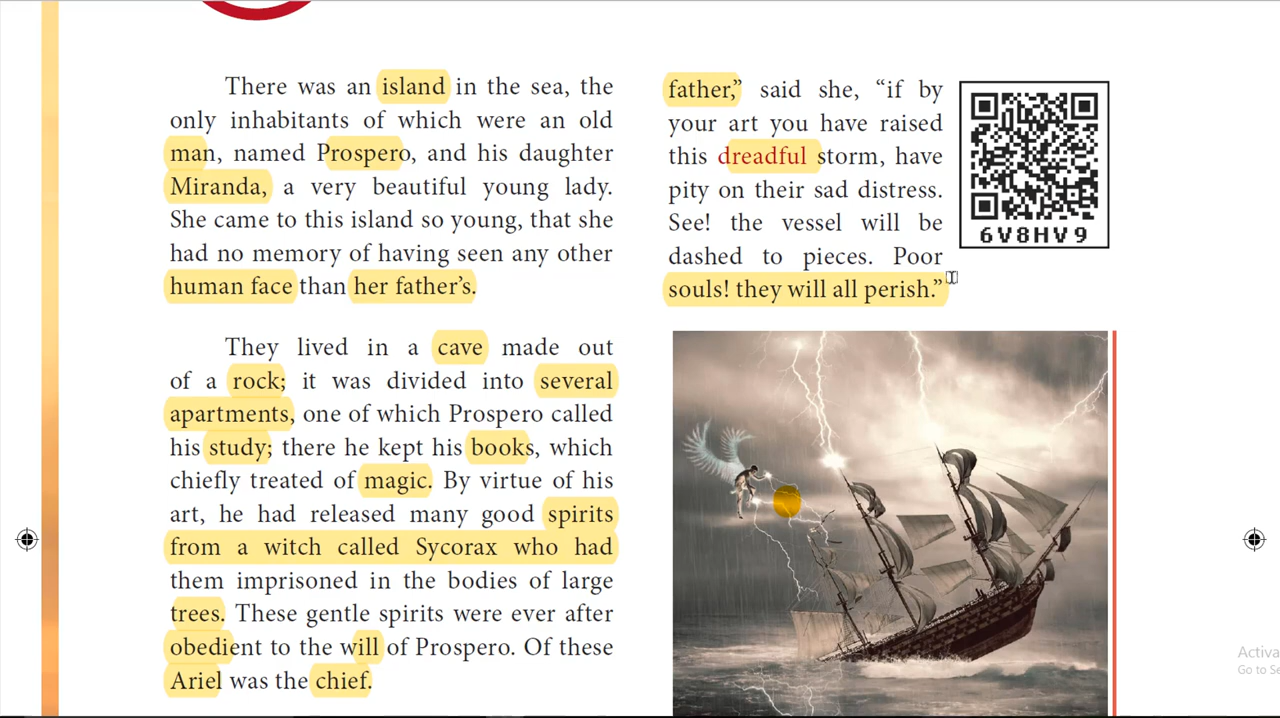 There was an island in the sea, the
only inhabitants of which were an old
man, named Prospero, and his daughter
Miranda, a very beautiful young lady.
She came to this island so young, that she
had no memory of having seen any other
human face than her father’s.
They lived in a cave made out
of a rock; it was divided into several
apartments, one of which Prospero called
his study; there he kept his books, which
chiefly treated of magic. By virtue of his
art, he had released many good spirits
from a witch called Sycorax who had
them imprisoned in the bodies of large
trees. These gentle spirits were ever after
obedient to the will of Prospero. Of these
Ariel was the chief.
father,” said she, “if by
your art you have raised
this dreadful storm, have
pity on their sad distress.
See! the vessel will be
dashed to pieces. Poor
souls! they will all perish.”
6V8HV9
Activa
Go to Se